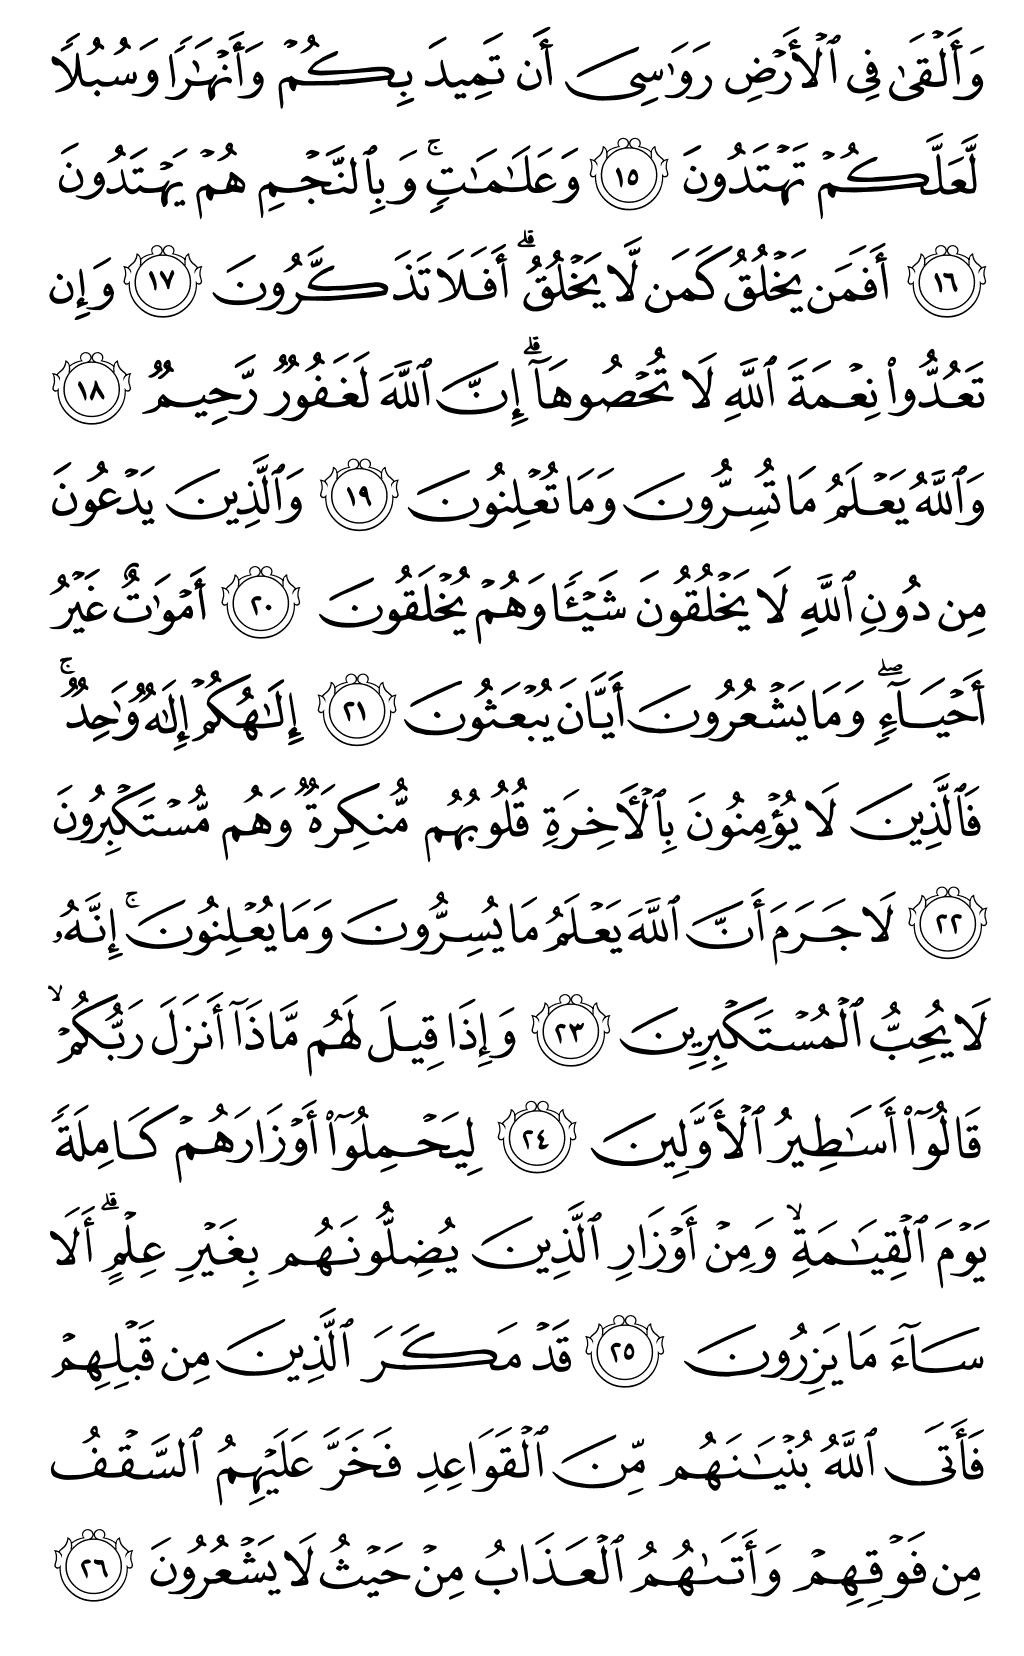 وَأَلۡقَىٰ فِي ٱلۡأَرۡضِ رَوَٰسِيَ أَن تَمِيدَ بِكُمۡ وَأَنۡهَٰرٗا وَسُبُلٗا
لَّعَلَّكُمۡ تَهۡتَدُونَ ١٥ وَعَلَٰمَٰتٖۚ وَبِٱلنَّجۡمِ هُمۡ يَهۡتَدُونَ
١٦ أَفَمَن يَخۡلُقُ كَمَن لَّا يَخۡلُقُۗ أَفَلَا تَذَكَّرُونَ ١٧ وَإِن
تَعُدُّواْ نِعۡمَةَ ٱللَّهِ لَا تُحۡصُوهَآۗ إِنَّ ٱللَّهَ لَغَفُورٞ رَّحِيمٞ ١٨
وَٱللَّهُ يَعۡلَمُ مَا تُسِرُّونَ وَمَا تُعۡلِنُونَ ١٩ وَٱلَّذِينَ يَدۡعُونَ
مِن دُونِ ٱللَّهِ لَا يَخۡلُقُونَ شَيۡـٔٗا وَهُمۡ يُخۡلَقُونَ ٢٠ أَمۡوَٰتٌ غَيۡرُ
أَحۡيَآءٖۖ وَمَا يَشۡعُرُونَ أَيَّانَ يُبۡعَثُونَ ٢١ إِلَٰهُكُمۡ إِلَٰهٞ وَٰحِدٞۚ
فَٱلَّذِينَ لَا يُؤۡمِنُونَ بِٱلۡأٓخِرَةِ قُلُوبُهُم مُّنكِرَةٞ وَهُم مُّسۡتَكۡبِرُونَ
٢٢ لَا جَرَمَ أَنَّ ٱللَّهَ يَعۡلَمُ مَا يُسِرُّونَ وَمَا يُعۡلِنُونَۚ إِنَّهُۥ
لَا يُحِبُّ ٱلۡمُسۡتَكۡبِرِينَ ٢٣ وَإِذَا قِيلَ لَهُم مَّاذَآ أَنزَلَ رَبُّكُمۡۙ
قَالُوٓاْ أَسَٰطِيرُ ٱلۡأَوَّلِينَ ٢٤ لِيَحۡمِلُوٓاْ أَوۡزَارَهُمۡ كَامِلَةٗ
يَوۡمَ ٱلۡقِيَٰمَةِۙ وَمِنۡ أَوۡزَارِ ٱلَّذِينَ يُضِلُّونَهُم بِغَيۡرِ عِلۡمٍۗ أَلَا
سَآءَ مَا يَزِرُونَ ٢٥ قَدۡ مَكَرَ ٱلَّذِينَ مِن قَبۡلِهِمۡ
فَأَتَى ٱللَّهُ بُنۡيَٰنَهُم مِّنَ ٱلۡقَوَاعِدِ فَخَرَّ عَلَيۡهِمُ ٱلسَّقۡفُ
مِن فَوۡقِهِمۡ وَأَتَىٰهُمُ ٱلۡعَذَابُ مِنۡ حَيۡثُ لَا يَشۡعُرُونَ ٢٦